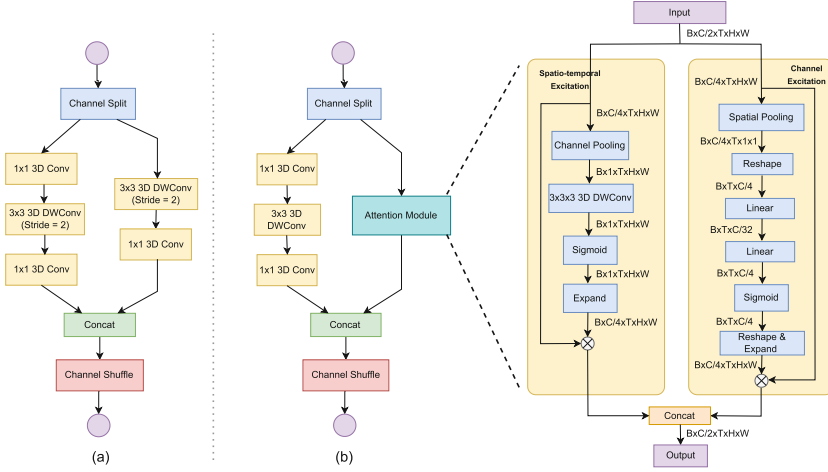 Channel Split
1x1 3D Conv
3x3 3D DWConv
(Stride = 2)
1x1 3D Conv
3x3 3D DWConv
(Stride = 2)
1x1 3D Conv
Concat
Channel Shuffle
(a)
Channel Split
1x1 3D Conv
3x3 3D
DWConv
1x1 3D Conv
Attention Module
Concat
Channel Shuffle
(b)
Input
BxC/2xTxHxW
Spatio-temporal
Excitation
BxC/4xTxHxW
Channel Pooling
Bx1xTxHxW
3x3x3 3D DWConv
Bx1xTxHxW
Sigmoid
Bx1xTxHxW
Expand
BxC/4xTxHxW
Channel
Excitation
BxC/4xTxHxW
Spatial Pooling
BxC/4xTx1x1
Reshape
BxTxC/4
Linear
BxTxC/32
Linear
BxTxC/4
Sigmoid
BxTxC/4
Reshape &
Expand
BxC/4xTxHxW
Concat
BxC/2xTxHxW
Output